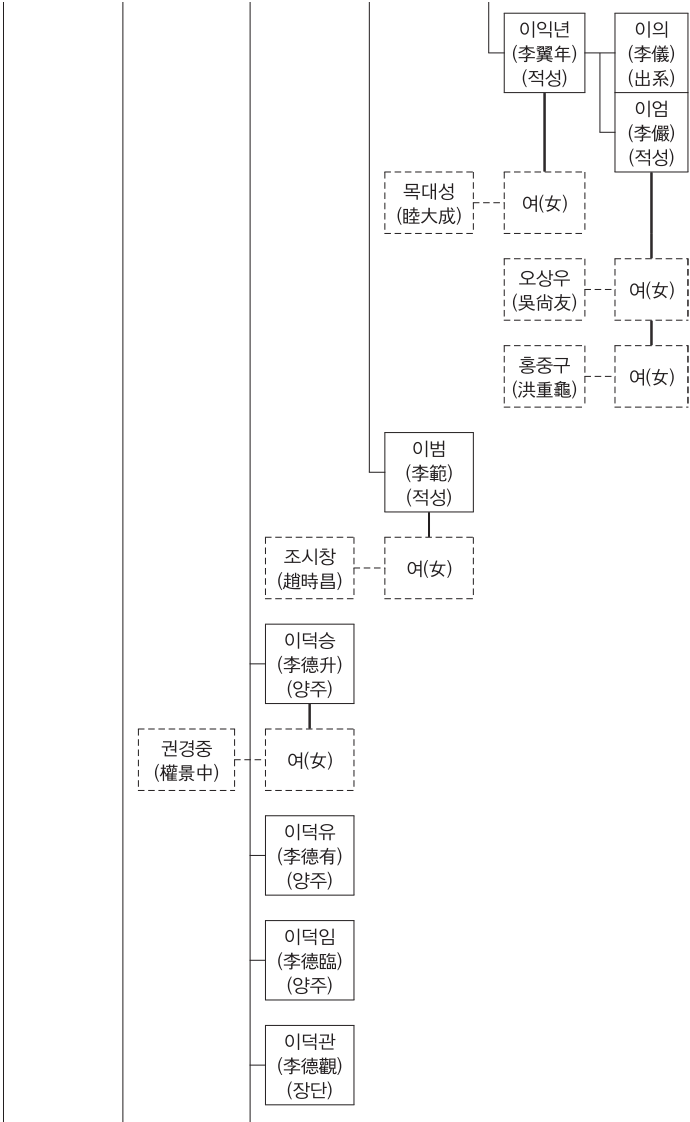 이익년
(李翼年)
(적성)
이의
(李儀)
(出系)
이엄
(李儼)
(적성)
목대성
(睦大成)
여(女)
오상우
(吳尙友)
여(女)
홍중구
(洪重龜)
여(女)
이범
(李範)
(적성)
조시창
(趙時昌)
여(女)
이덕승
(李德升)
(양주)
권경중
(權景中)
여(女)
이덕유
(李德有)
(양주)
이덕임
(李德臨)
(양주)
이덕관
(李德觀)
(장단)